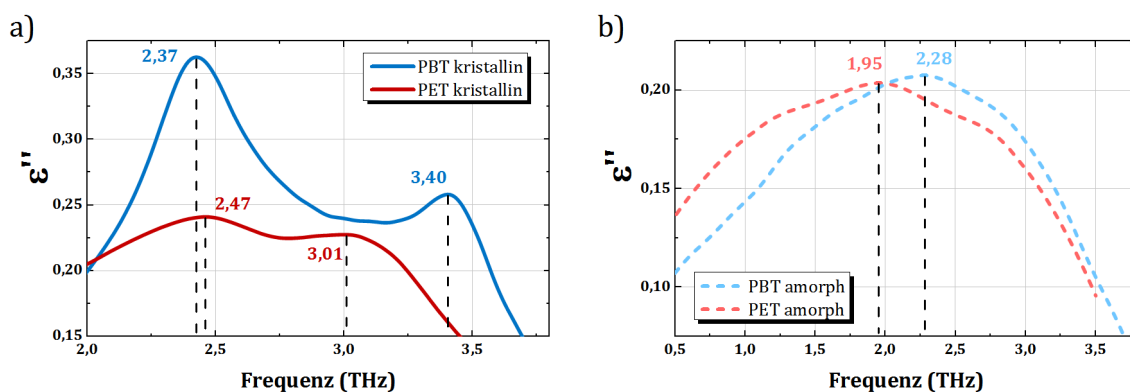 a)
2,37
PBT kristallin
PET kristallin
0,35
0,30
ε''
3,40
0,25
2,47
3,01
0,20
0,15
2,0
2,5
3,0
3,5
Frequenz (THz)
b)
1,95
2,28
0,20
ε''
0,15
0,10
PBT amorph
PET amorph
0,5
1,0
1,5
2,0
2,5
3,0
3,5
Frequenz (THz)